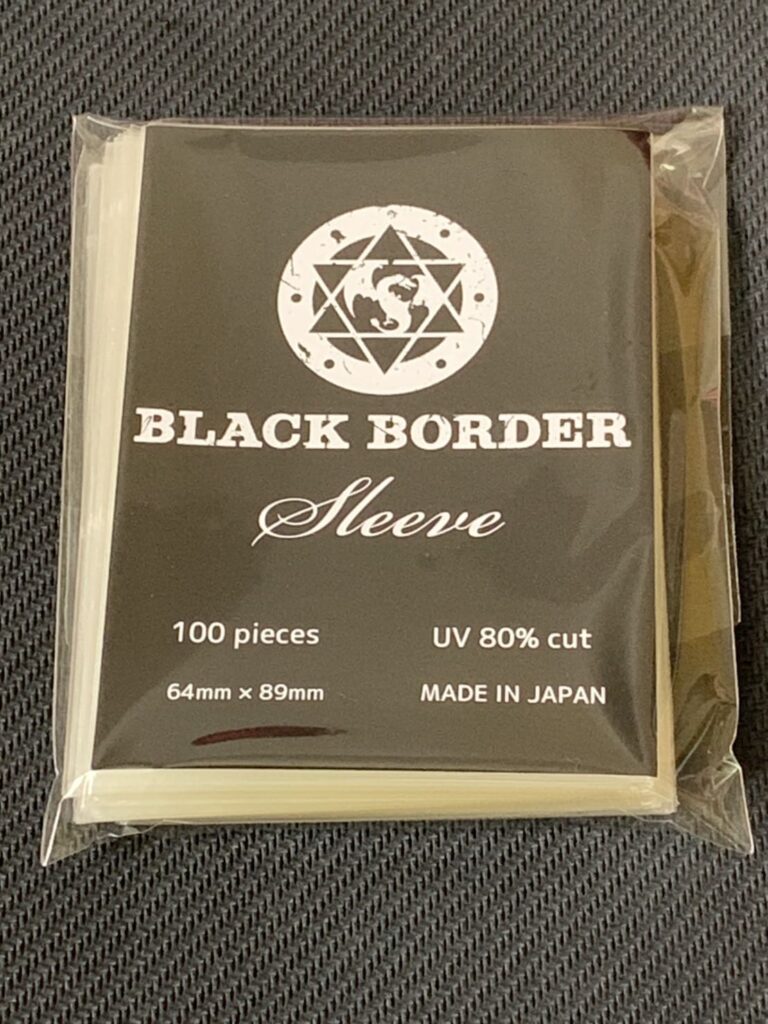 BLACK BORDER
Sleeve
100 pieces
UV 80% cut
64mm × 89mm
MADE IN JAPAN